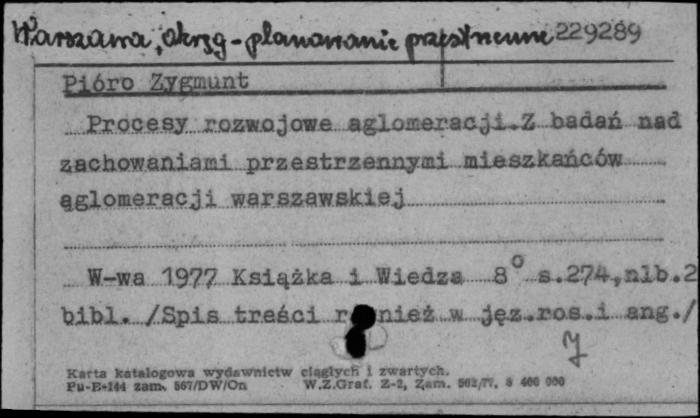 Warszawa, okręg - planowanie przestrzenne 229289
Pióro Zygmunt
Procesy rozwojowe aglomeracji.Z badań nad
zachowaniami przestrzennymi mieszkańców
aglomeracji warszawskiej
W-wa 1977 Książka i Wiedza 8° s.274,nlb.2
bibl. /Spis treści również w jęz.ros.i ang./
J
Karta katalogowa wydawnictw ciągłych i zwartych.
Pu-E-144 zam. 567/DW/On W.Z.Graf. Z-2, Zam. 562/77, 8 400 000